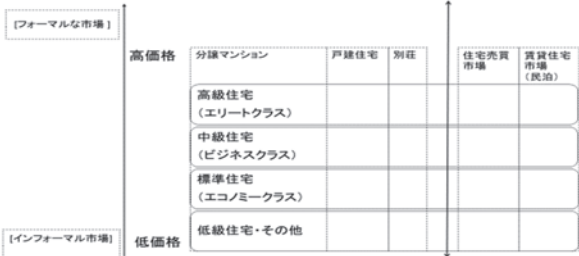 [フォーマルな市場]
高価格
分譲マンション
戸建住宅
別荘
住宅売買
市場
賃貸住宅
市場
(民泊)
高級住宅
(エリートクラス)
中級住宅
(ビジネスクラス)
標準住宅
(エコノミークラス)
低級住宅・その他
[インフォーマル市場]
低価格